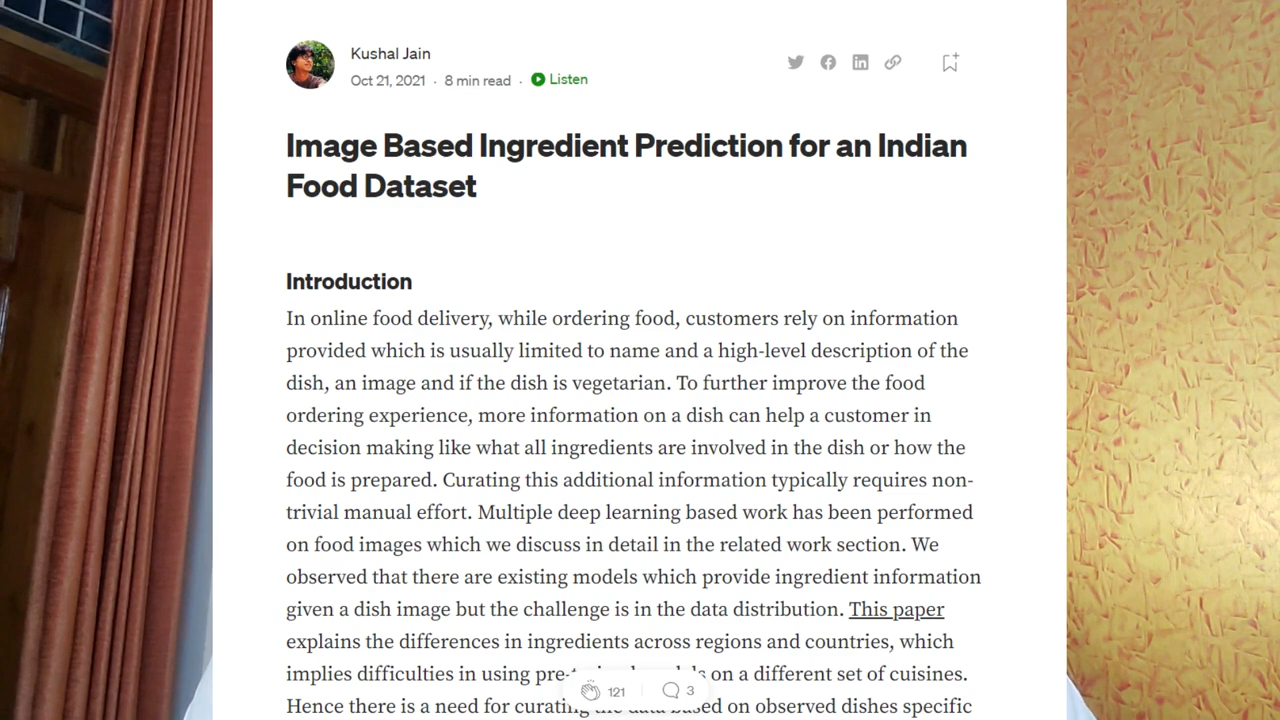 Kushal Jain
Oct 21, 2021 · 8 min read · Listen
Image Based Ingredient Prediction for an Indian
Food Dataset
Introduction
In online food delivery, while ordering food, customers rely on information
provided which is usually limited to name and a high-level description of the
dish, an image and if the dish is vegetarian. To further improve the food
ordering experience, more information on a dish can help a customer in
decision making like what all ingredients are involved in the dish or how the
food is prepared. Curating this additional information typically requires non-
trivial manual effort. Multiple deep learning based work has been performed
on food images which we discuss in detail in the related work section. We
observed that there are existing models which provide ingredient information
given a dish image but the challenge is in the data distribution. This paper
explains the differences in ingredients across regions and countries, which
implies difficulties in using on a different set of cuisines.
Hence there is a need for curating the data based on observed dishes specific
121
3